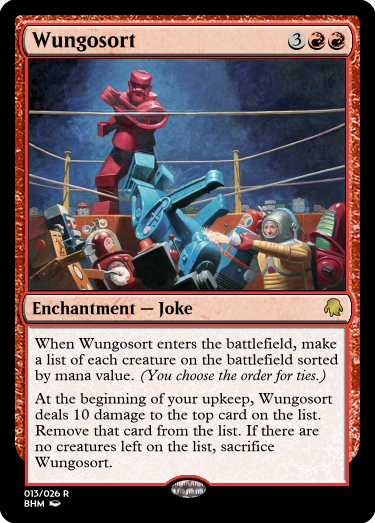 Wungosort 3
Enchantment — Joke
When Wungosort enters the battlefield, make
a list of each creature on the battlefield sorted
by mana value. (You choose the order for ties.)
At the beginning of your upkeep, Wungosort
deals 10 damage to the top card on the list.
Remove that card from the list. If there are
no creatures left on the list, sacrifice
Wungosort.
013/026 R
BHM